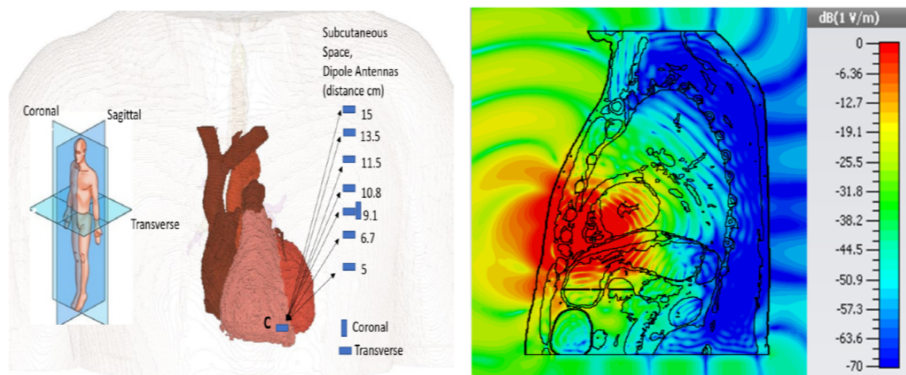 Subcutaneous
Space,
Dipole Antennas
(distance cm)
Coronal
Sagittal
Transverse
15
13.5
11.5
10.8
9.1
6.7
5
C
Coronal
Transverse
dB(1 V/m)
0
-6.36
-12.7
-19.1
-25.5
-31.8
-38.2
-44.5
-50.9
-57.3
-63.6
-70